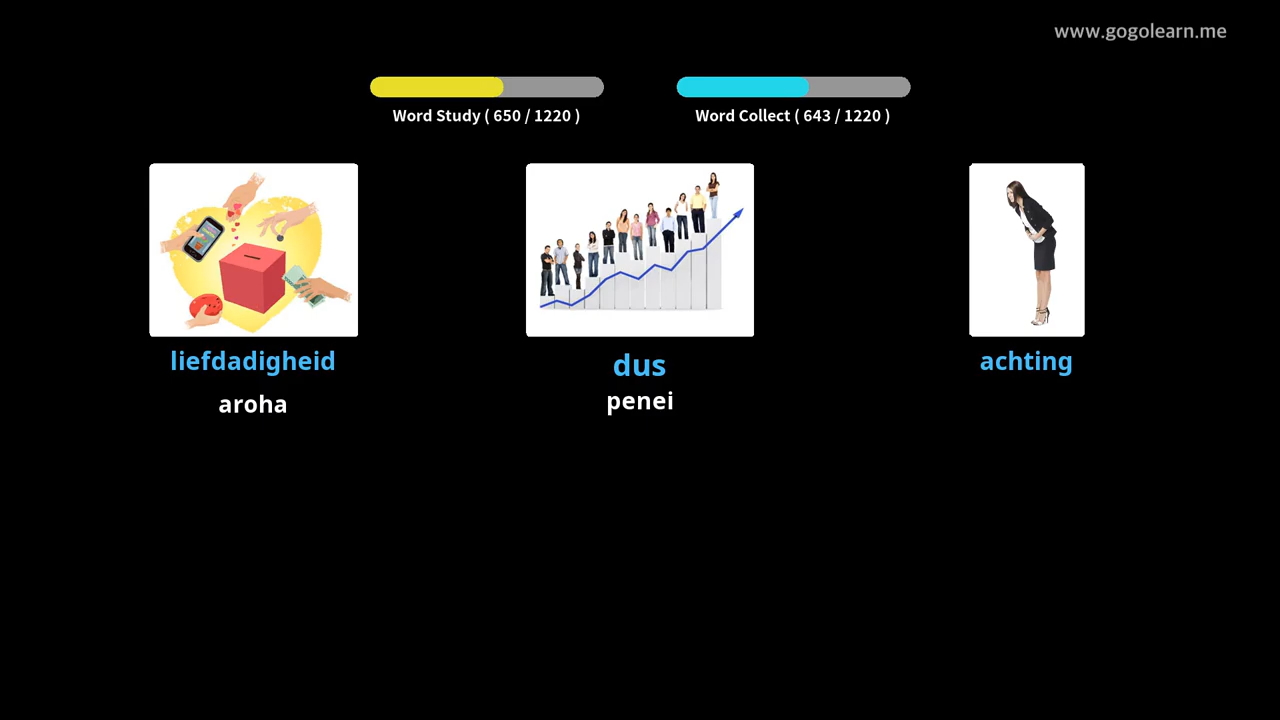 www.gogolearn.me
Word Study ( 650 / 1220 )
Word Collect ( 643 / 1220 )
liefdadigheid
aroha
dus
penei
achting